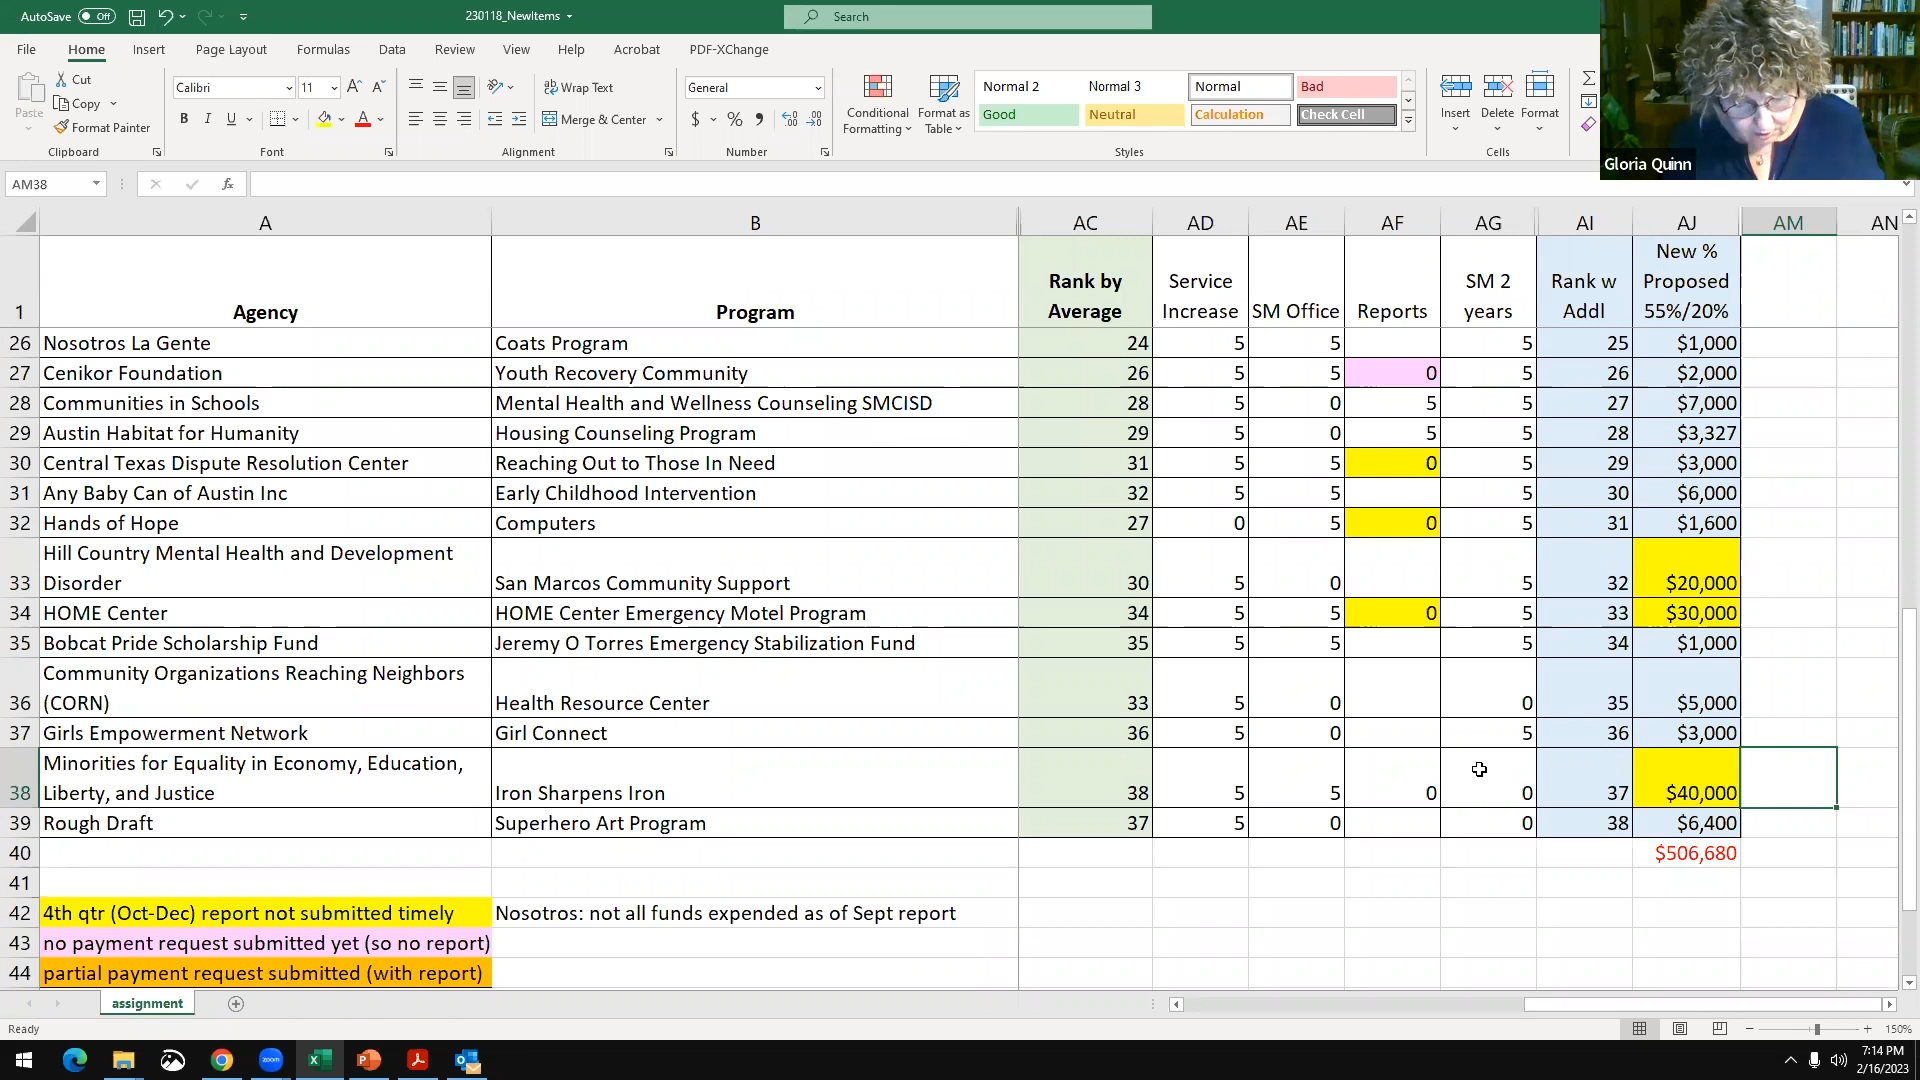 AutoSave Off 230118_NewItems Search
File Home Insert Page Layout Formulas Data Review View Help Acrobat PDF-XChange
Paste Cut Copy Format Painter
Calibri 11 A A
B I U A
Wrap Text
Merge & Center
General
$ % 9
Conditional Formatting
Format as Table
Normal 2 Normal 3 Normal Bad
Good Neutral Calculation Check Cell
Insert Delete Format
Clipboard Font Alignment Number Styles Cells
Gloria Quinn
AM38 fx
A B AC AD AE AF AG AI AJ AM AN
1 Agency Program Rank by Average Service Increase SM Office Reports SM 2 years Rank w Addl New % Proposed 55%/20%
26 Nosotros La Gente Coats Program 24 5 5 5 25 $1,000
27 Cenikor Foundation Youth Recovery Community 26 5 5 0 5 26 $2,000
28 Communities in Schools Mental Health and Wellness Counseling SMCISD 28 5 0 5 5 27 $7,000
29 Austin Habitat for Humanity Housing Counseling Program 29 5 0 5 5 28 $3,327
30 Central Texas Dispute Resolution Center Reaching Out to Those In Need 31 5 5 0 5 29 $3,000
31 Any Baby Can of Austin Inc Early Childhood Intervention 32 5 5 5 30 $6,000
32 Hands of Hope Computers 27 0 5 0 5 31 $1,600
33 Hill Country Mental Health and Development Disorder San Marcos Community Support 30 5 0 5 32 $20,000
34 HOME Center HOME Center Emergency Motel Program 34 5 5 0 5 33 $30,000
35 Bobcat Pride Scholarship Fund Jeremy O Torres Emergency Stabilization Fund 35 5 5 5 34 $1,000
36 Community Organizations Reaching Neighbors (CORN) Health Resource Center 33 5 0 0 35 $5,000
37 Girls Empowerment Network Girl Connect 36 5 0 5 36 $3,000
38 Minorities for Equality in Economy, Education, Liberty, and Justice Iron Sharpens Iron 38 5 5 0 0 37 $40,000
39 Rough Draft Superhero Art Program 37 5 0 0 38 $6,400
40 $506,680
41
42 4th qtr (Oct-Dec) report not submitted timely Nosotros: not all funds expended as of Sept report
43 no payment request submitted yet (so no report)
44 partial payment request submitted (with report)
assignment
Ready 150%
zoom
7:14 PM
2/16/2023